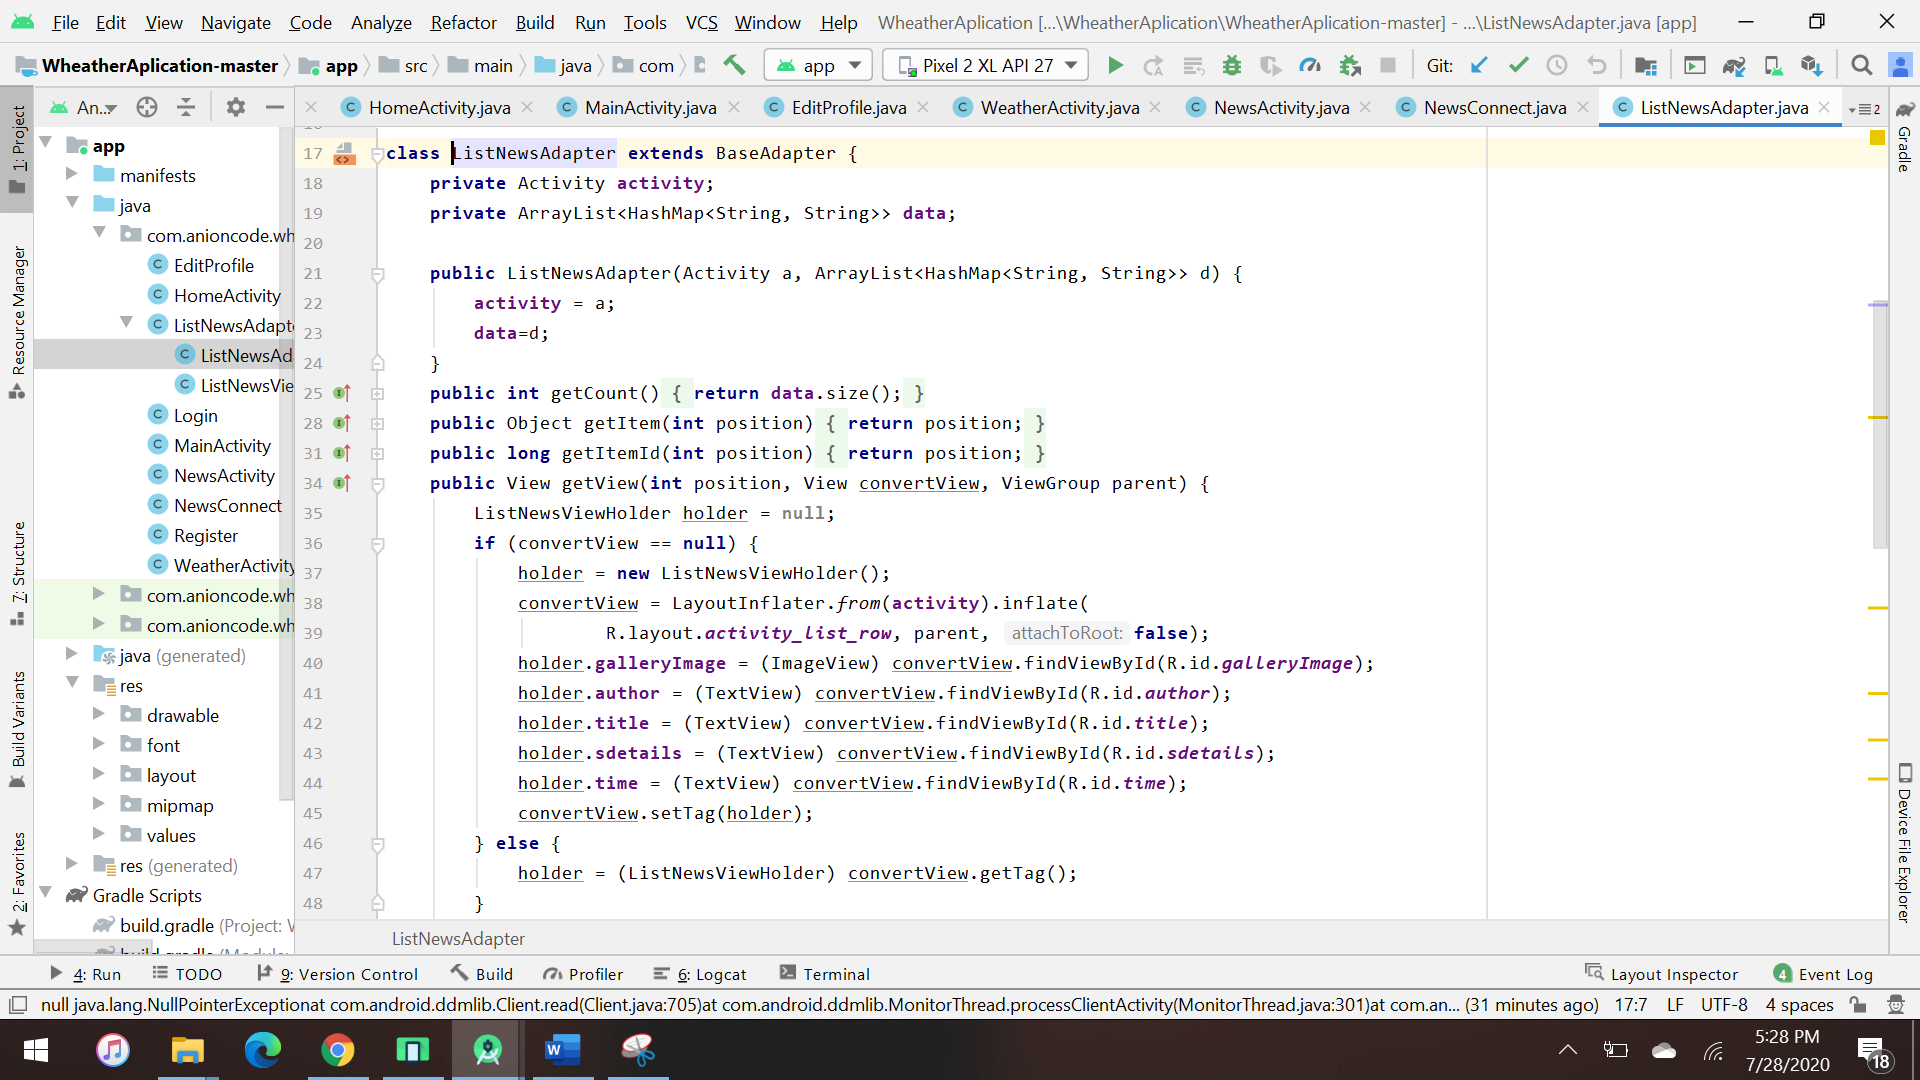 File Edit View Navigate Code Analyze Refactor Build Run Tools VCS Window Help WheatherAplication [...\WheatherAplication\WheatherAplication-master] - ...\ListNewsAdapter.java [app]
WheatherAplication-master app src main java com app Pixel 2 XL API 27 Git:
An... HomeActivity.java MainActivity.java EditProfile.java WeatherActivity.java NewsActivity.java NewsConnect.java ListNewsAdapter.java 2
1: Project
Resource Manager
7: Structure
Build Variants
2: Favorites
app
manifests
java
com.anioncode.wh
EditProfile
HomeActivity
ListNewsAdapte
ListNewsAd
ListNewsVie
Login
MainActivity
NewsActivity
NewsConnect
Register
WeatherActivity
com.anioncode.wh
com.anioncode.wh
java (generated)
res
drawable
font
layout
mipmap
values
res (generated)
Gradle Scripts
build.gradle (Project: W
17 class ListNewsAdapter extends BaseAdapter {
18 private Activity activity;
19 private ArrayList<HashMap<String, String>> data;
20
21 public ListNewsAdapter(Activity a, ArrayList<HashMap<String, String>> d) {
22 activity = a;
23 data=d;
24 }
25 public int getCount() { return data.size(); }
28 public Object getItem(int position) { return position; }
31 public long getItemId(int position) { return position; }
34 public View getView(int position, View convertView, ViewGroup parent) {
35 ListNewsViewHolder holder = null;
36 if (convertView == null) {
37 holder = new ListNewsViewHolder();
38 convertView = LayoutInflater.from(activity).inflate(
39 R.layout.activity_list_row, parent, attachToRoot: false);
40 holder.galleryImage = (ImageView) convertView.findViewById(R.id.galleryImage);
41 holder.author = (TextView) convertView.findViewById(R.id.author);
42 holder.title = (TextView) convertView.findViewById(R.id.title);
43 holder.sdetails = (TextView) convertView.findViewById(R.id.sdetails);
44 holder.time = (TextView) convertView.findViewById(R.id.time);
45 convertView.setTag(holder);
46 } else {
47 holder = (ListNewsViewHolder) convertView.getTag();
48 }
ListNewsAdapter
Gradle
Device File Explorer
4: Run TODO 9: Version Control Build Profiler 6: Logcat Terminal Layout Inspector 4 Event Log
null java.lang.NullPointerExceptionat com.android.ddmlib.Client.read(Client.java:705)at com.android.ddmlib.MonitorThread.processClientActivity(MonitorThread.java:301)at com.an... (31 minutes ago) 17:7 LF UTF-8 4 spaces
5:28 PM
7/28/2020
18